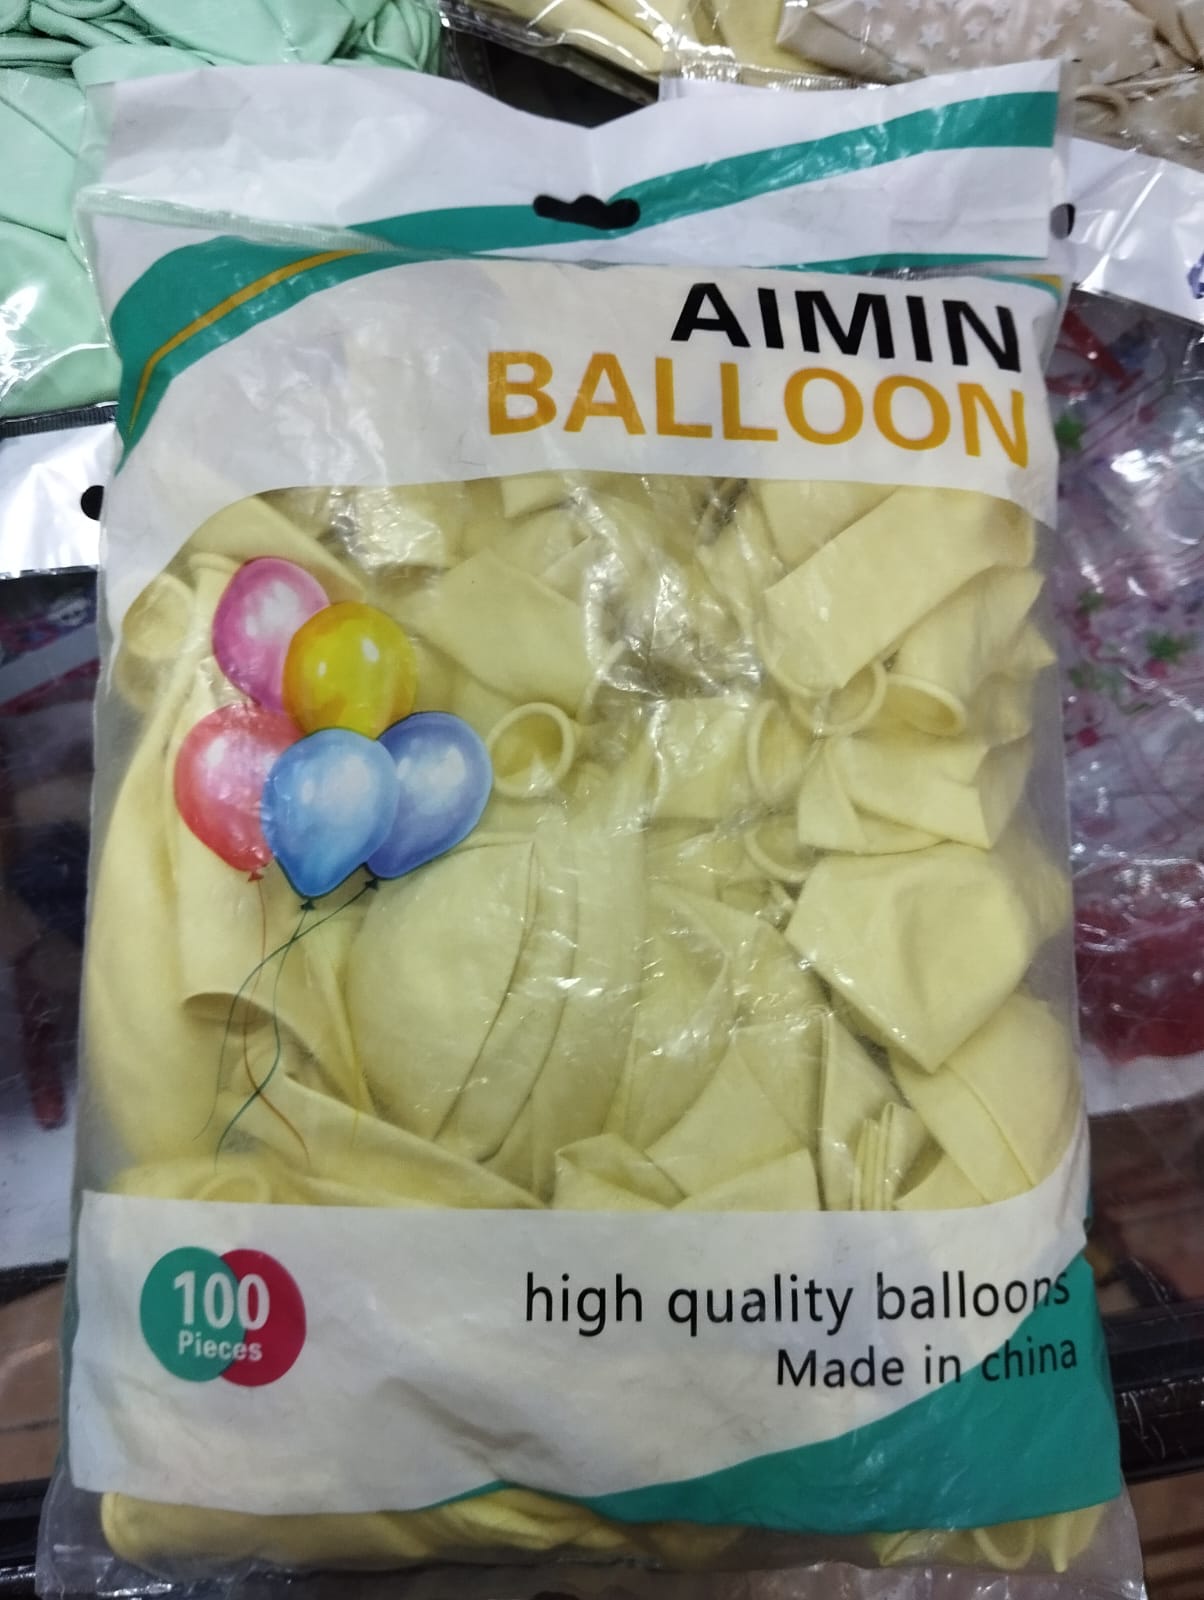 AIMIN
BALLOON
100
Pieces
high quality balloons
Made in china